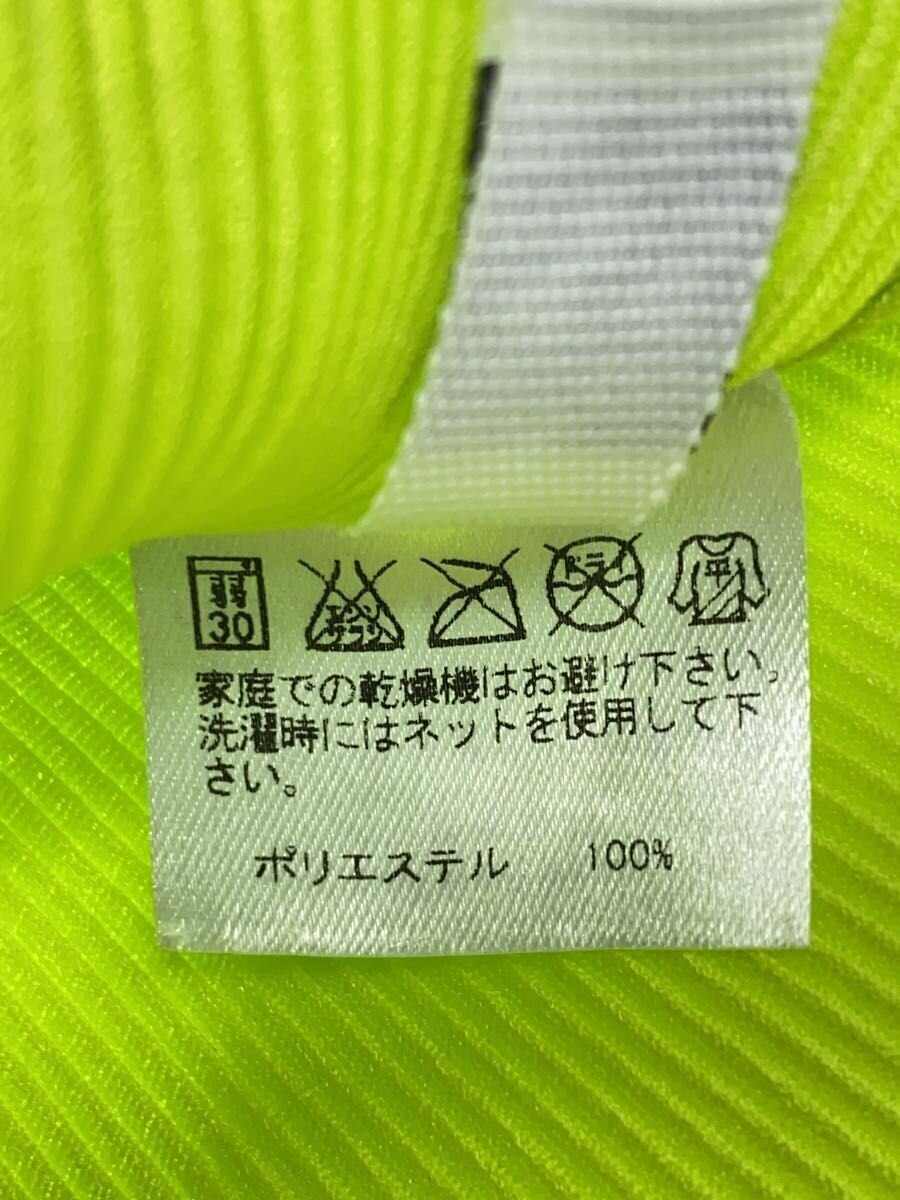 弱 30 エンソ サラシ ドライ 平
家庭での乾燥機はお避け下さい。
洗濯時にはネットを使用して下
さい。
ポリエステル 100%